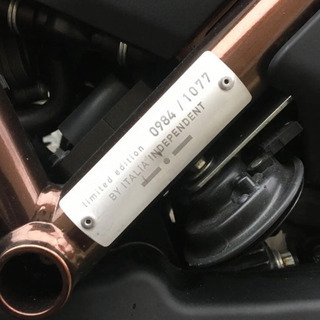 limited edition 0984 / 1077
BY ITALIA INDEPENDENT